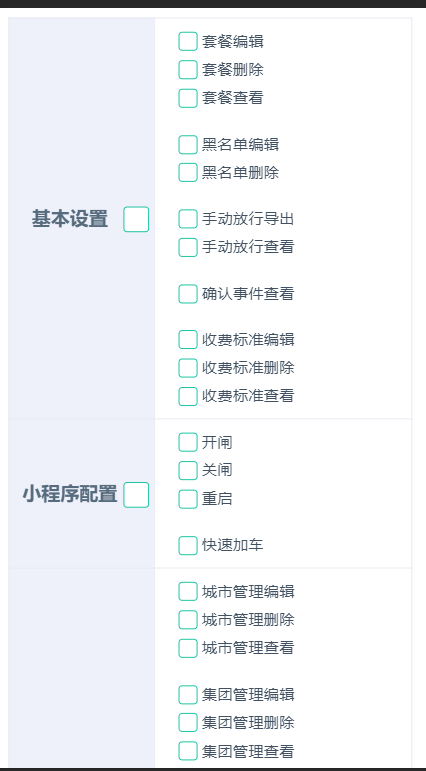 套餐编辑
套餐删除
套餐查看
黑名单编辑
黑名单删除
基本设置
手动放行导出
手动放行查看
确认事件查看
收费标准编辑
收费标准删除
收费标准查看
开闸
关闸
小程序配置
重启
快速加车
城市管理编辑
城市管理删除
城市管理查看
集团管理编辑
集团管理删除
集团管理查看